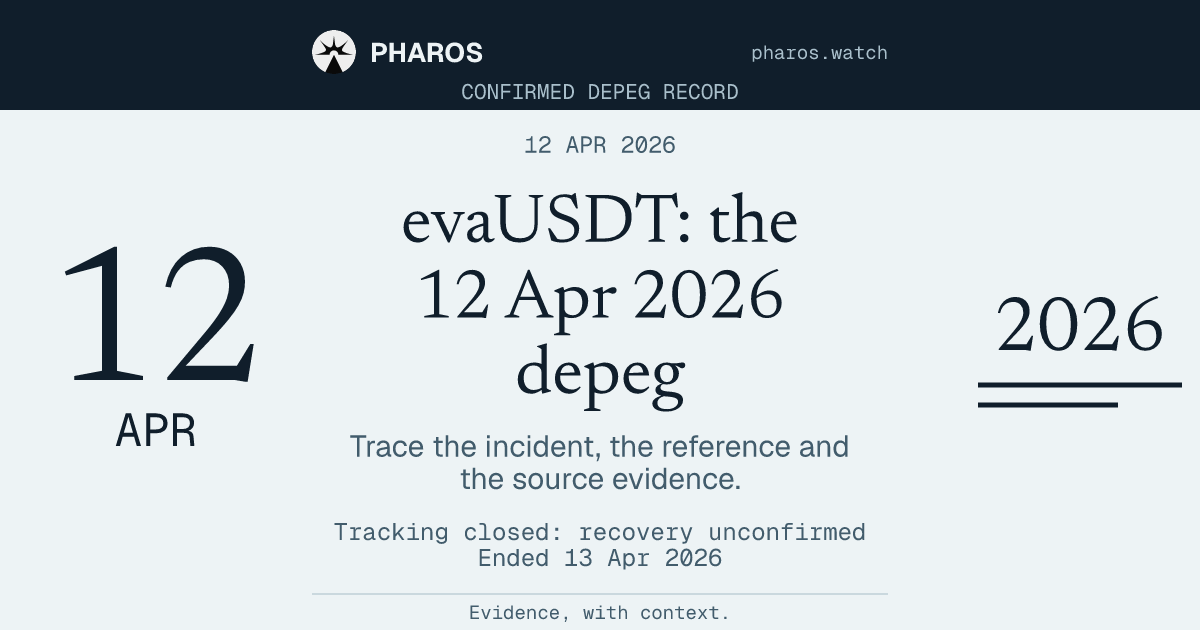 PHAROS
pharos.watch
CONFIRMED DEPEG RECORD
12 APR 2026
12
APR
evaUSDT: the
12 Apr 2026
depeg
2026
Trace the incident, the reference and
the source evidence.
Tracking closed: recovery unconfirmed
Ended 13 Apr 2026
Evidence, with context.